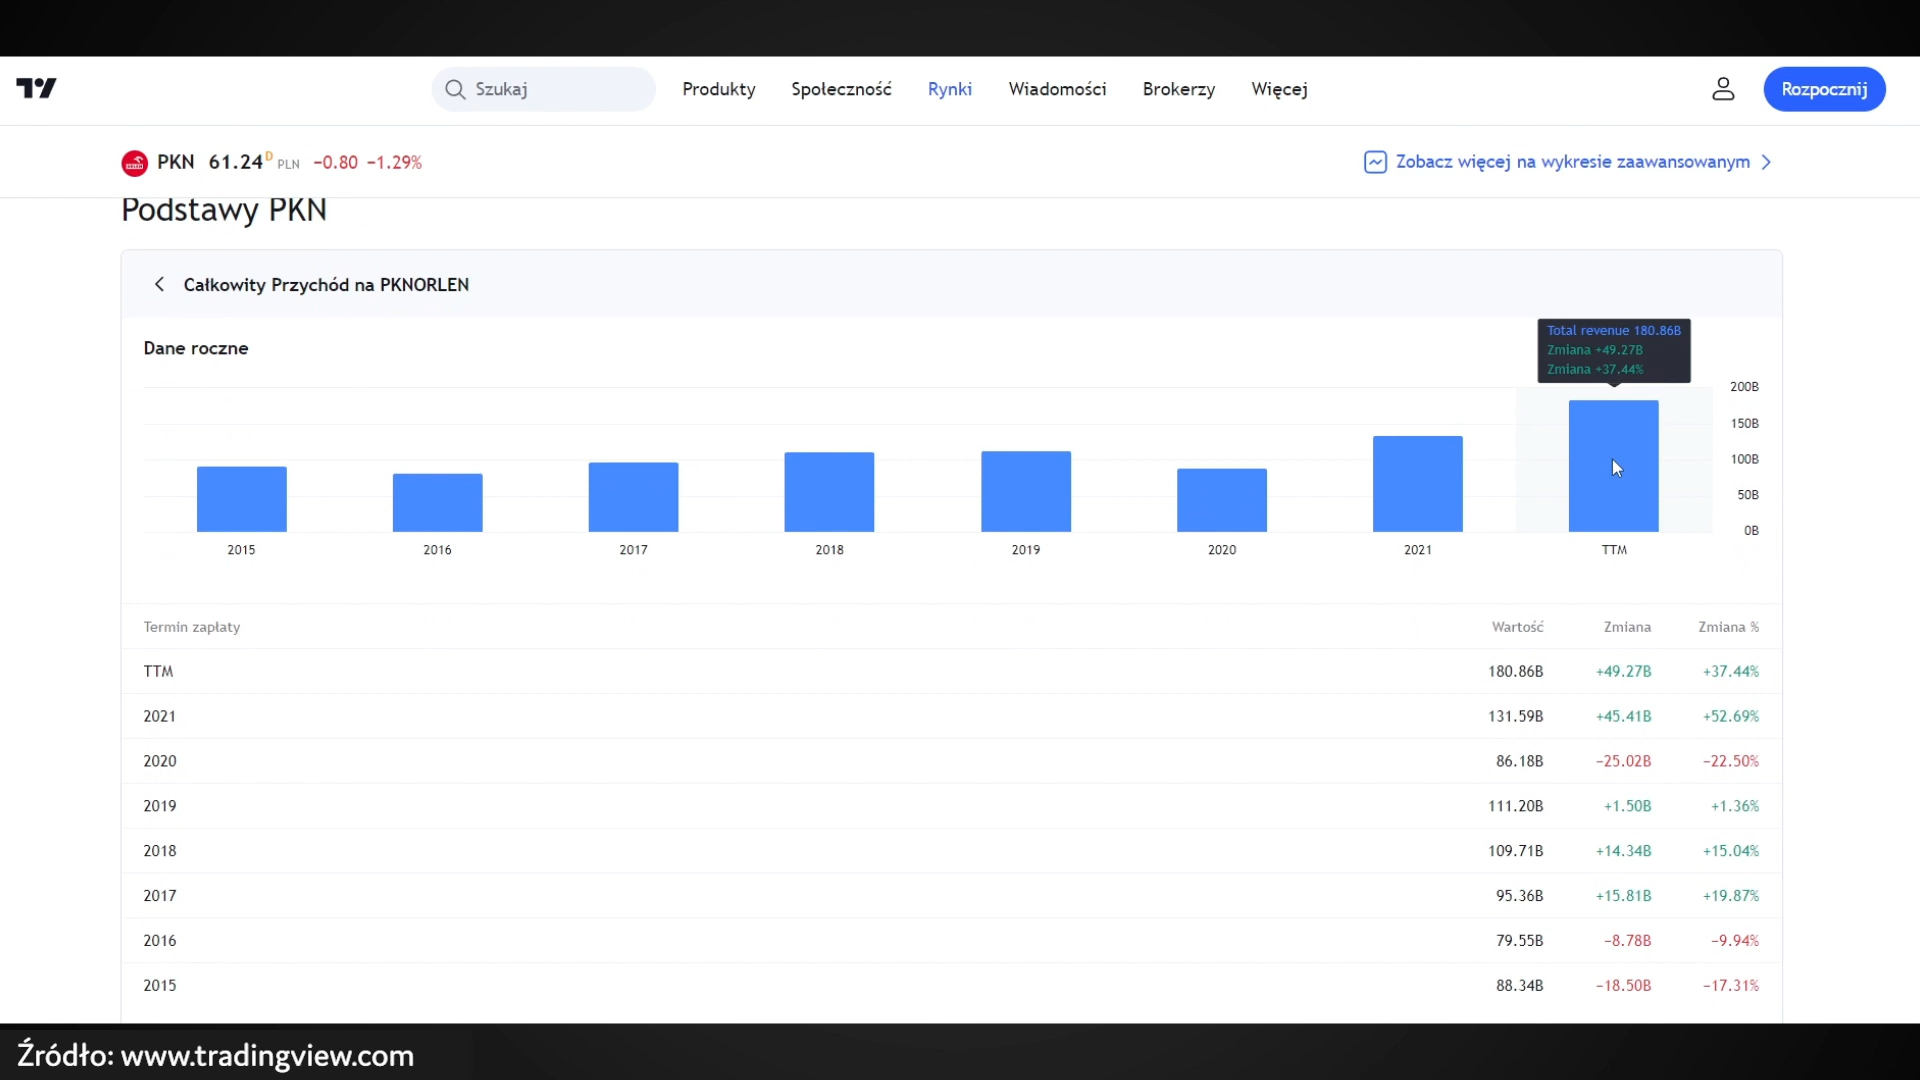 Szukaj
Produkty
Społeczność
Rynki
Wiadomości
Brokerzy
Więcej
Rozpocznij
PKN 61.24 D PLN −0.80 −1.29%
Zobacz więcej na wykresie zaawansowanym
Podstawy PKN
Całkowity Przychód na PKNORLEN
Dane roczne
Total revenue 180.86B
Zmiana +49.27B
Zmiana +37.44%
200B
150B
100B
50B
0B
2015 2016 2017 2018 2019 2020 2021 TTM
Termin zapłaty Wartość Zmiana Zmiana %
TTM 180.86B +49.27B +37.44%
2021 131.59B +45.41B +52.69%
2020 86.18B −25.02B −22.50%
2019 111.20B +1.50B +1.36%
2018 109.71B +14.34B +15.04%
2017 95.36B +15.81B +19.87%
2016 79.55B −8.78B −9.94%
2015 88.34B −18.50B −17.31%
Źródło: www.tradingview.com